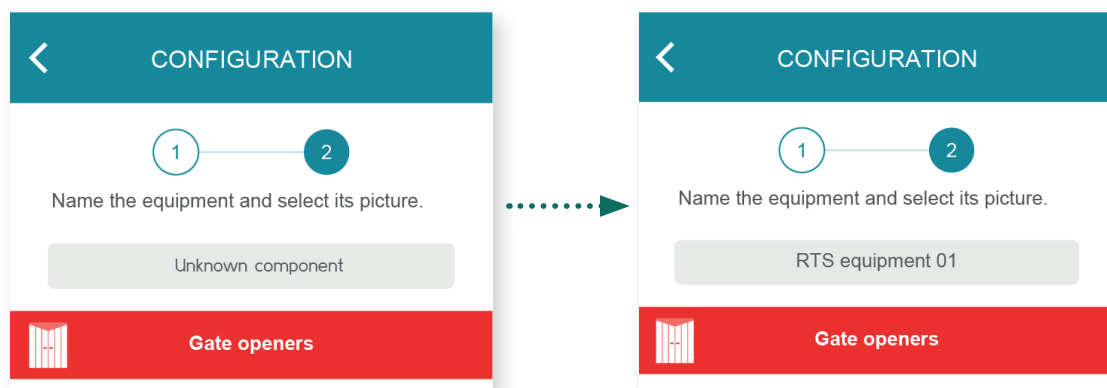 CONFIGURATION
1
2
Name the equipment and select its picture.
Unknown component
Gate openers
CONFIGURATION
1
2
Name the equipment and select its picture.
RTS equipment 01
Gate openers